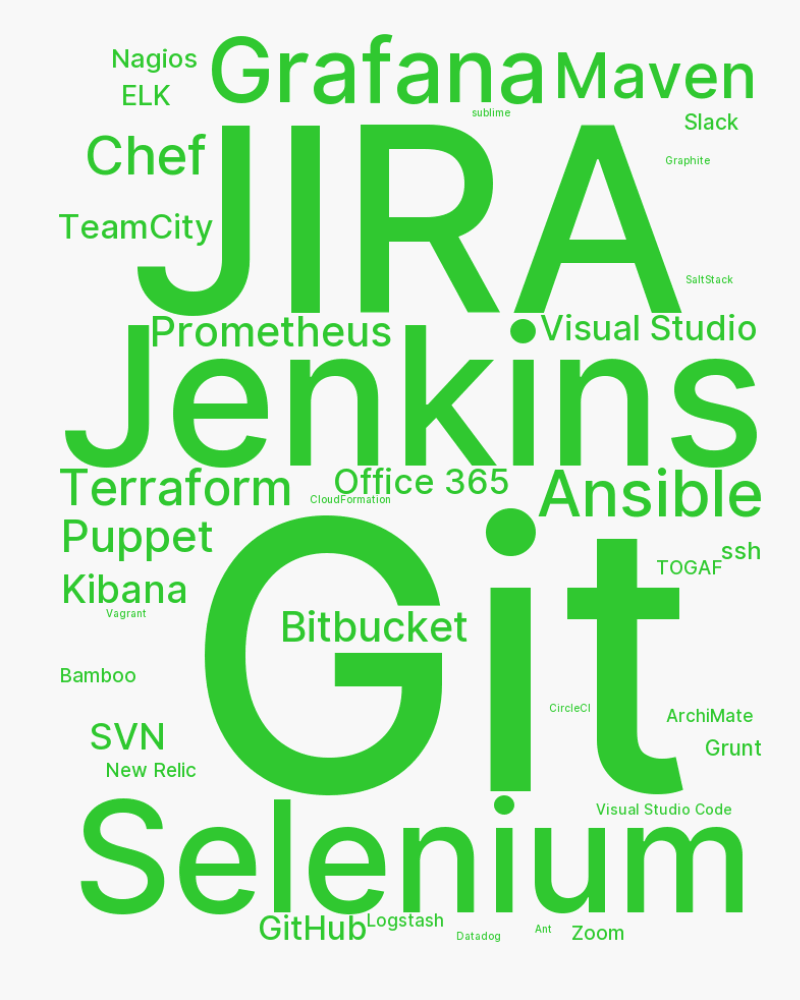 Nagios
Grafana
Maven
ELK
sublime
Slack
Chef
JIRA
Graphite
TeamCity
SaltStack
Prometheus
Visual Studio
Jenkins
Terraform
Office 365
CloudFormation
Ansible
Puppet
ssh
TOGAF
Kibana
Vagrant
Git
Bitbucket
Bamboo
CircleCI
ArchiMate
SVN
Grunt
New Relic
Visual Studio Code
Selenium
GitHub
Logstash
Datadog
Ant
Zoom